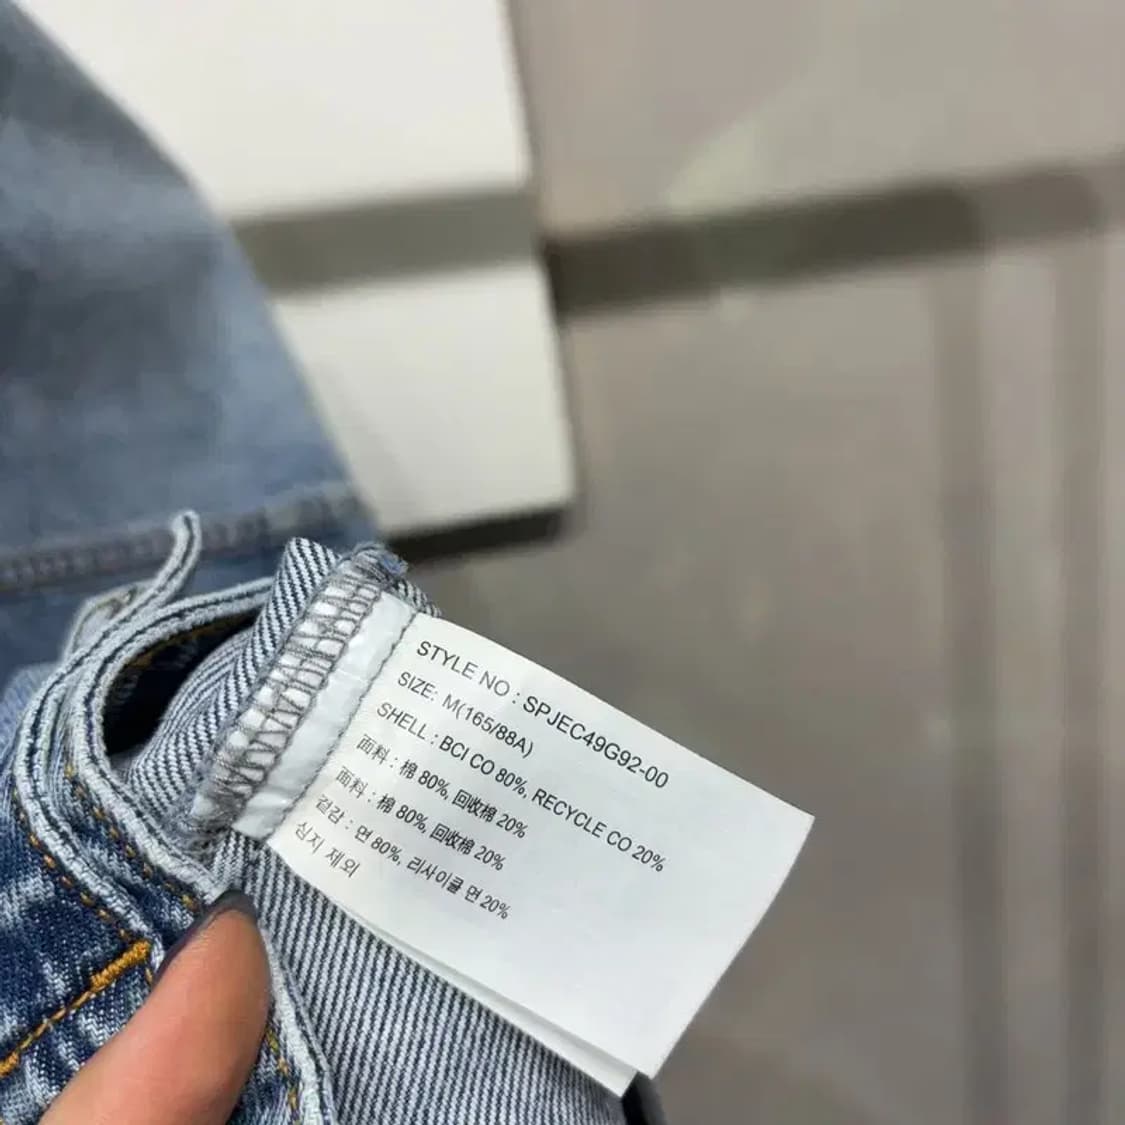 STYLE NO : SPJEC49G92-00
SIZE: M(165/88A)
SHELL : BCI CO 80%, RECYCLE CO 20%
面料 : 棉 80%, 回收棉 20%
面料 : 棉 80%, 回收棉 20%
겉감 : 면 80%, 리사이클 면 20%
심지 제외